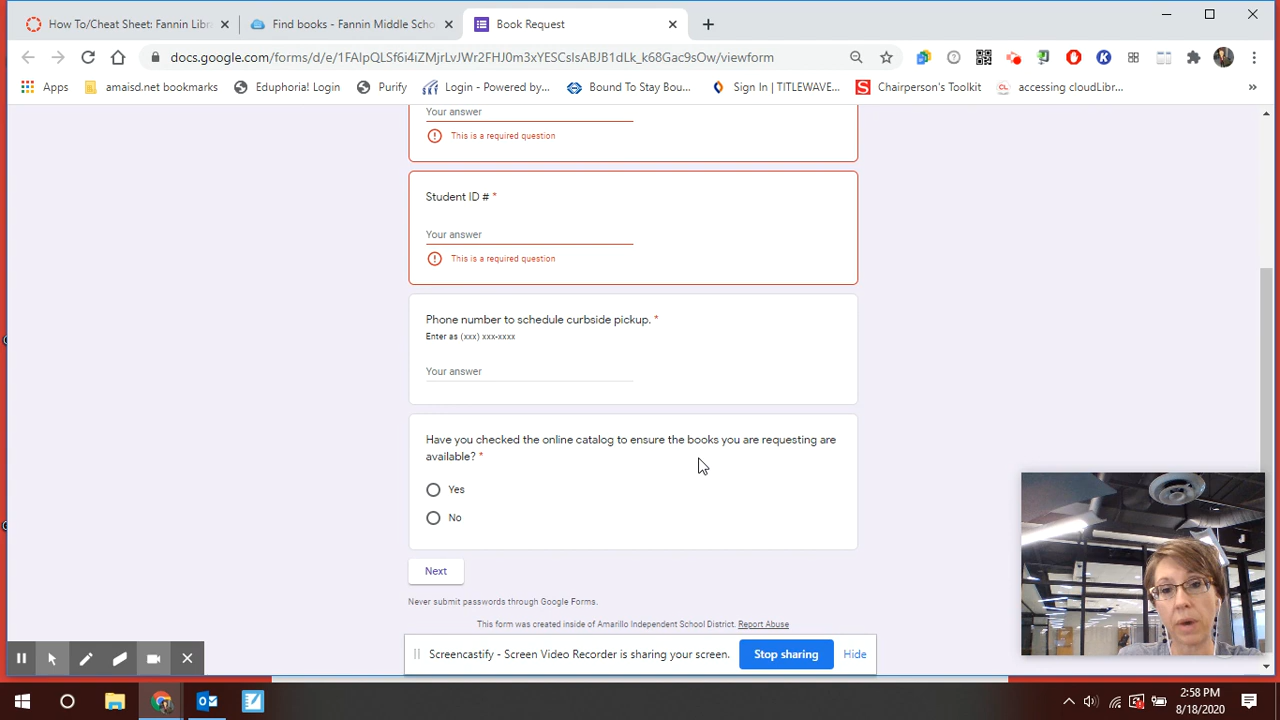 How To/Cheat Sheet: Fannin Libr
Find books - Fannin Middle Scho
Book Request
docs.google.com/forms/d/e/1FAIpQLSf6i4iZMjrLvIWr2FHJ0m3xYESCsIsABJB1dLk_k68Gac9sOw/viewform
Apps
amaisd.net bookmarks
Eduphoria! Login
Purify
Login - Powered by...
Bound To Stay Bou...
Sign In | TITLEWAVE...
Chairperson's Toolkit
accessing cloudLibr...
»
Your answer
This is a required question
Student ID # *
Your answer
This is a required question
Phone number to schedule curbside pickup. *
Enter as (xxx) xxx-xxxx
Your answer
Have you checked the online catalog to ensure the books you are requesting are
available? *
Yes
No
Next
Never submit passwords through Google Forms.
This form was created inside of Amarillo Independent School District. Report Abuse
Screencastify - Screen Video Recorder is sharing your screen.
Stop sharing
Hide
2:58 PM
8/18/2020